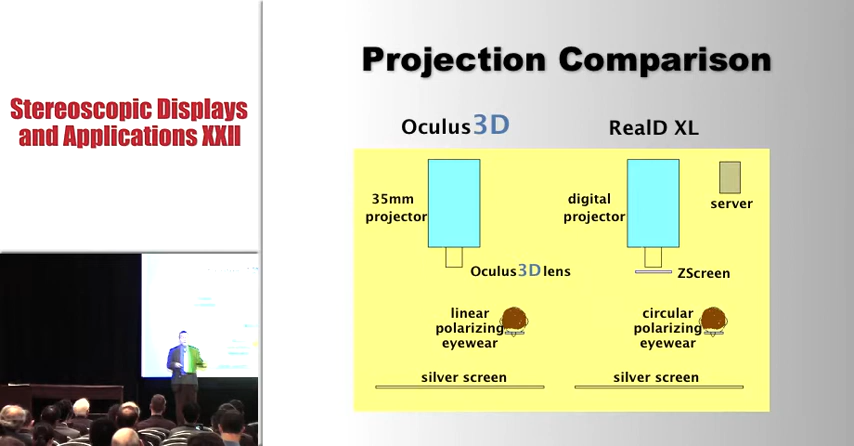 Stereoscopic Displays
and Applications XXII
Projection Comparison
Oculus3D
RealD XL
35mm
projector
digital
projector
server
Oculus3D lens
ZScreen
linear
polarizing
eyewear
circular
polarizing
eyewear
silver screen
silver screen